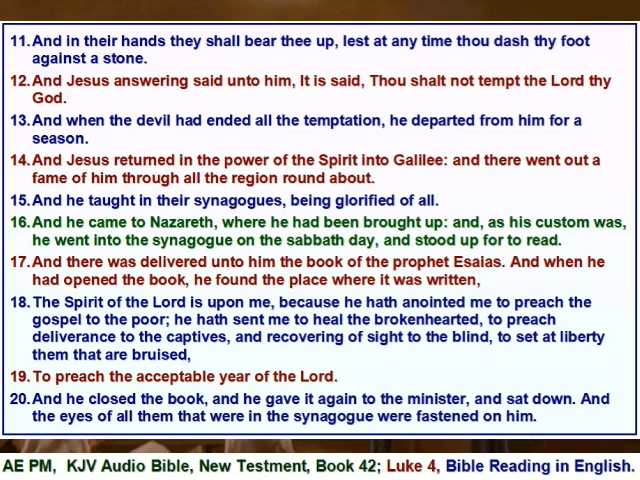 11. And in their hands they shall bear thee up, lest at any time thou dash thy foot
against a stone.
12. And Jesus answering said unto him, It is said, Thou shalt not tempt the Lord thy
God.
13. And when the devil had ended all the temptation, he departed from him for a
season.
14. And Jesus returned in the power of the Spirit into Galilee: and there went out a
fame of him through all the region round about.
15. And he taught in their synagogues, being glorified of all.
16. And he came to Nazareth, where he had been brought up: and, as his custom was,
he went into the synagogue on the sabbath day, and stood up for to read.
17. And there was delivered unto him the book of the prophet Esaias. And when he
had opened the book, he found the place where it was written,
18. The Spirit of the Lord is upon me, because he hath anointed me to preach the
gospel to the poor; he hath sent me to heal the brokenhearted, to preach
deliverance to the captives, and recovering of sight to the blind, to set at liberty
them that are bruised,
19. To preach the acceptable year of the Lord.
20. And he closed the book, and he gave it again to the minister, and sat down. And
the eyes of all them that were in the synagogue were fastened on him.
AE PM, KJV Audio Bible, New Testment, Book 42; Luke 4, Bible Reading in English.